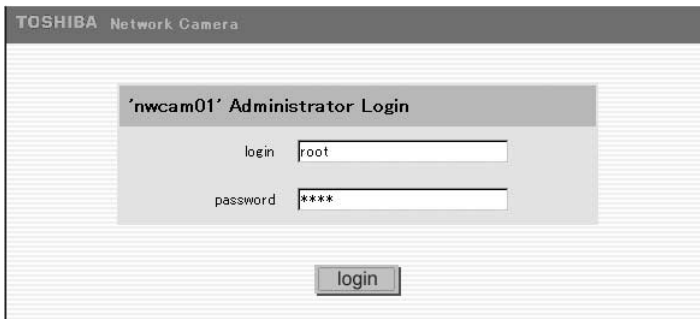 TOSHIBA Network Camera
'nwcam01' Administrator Login
login root
password ****
login